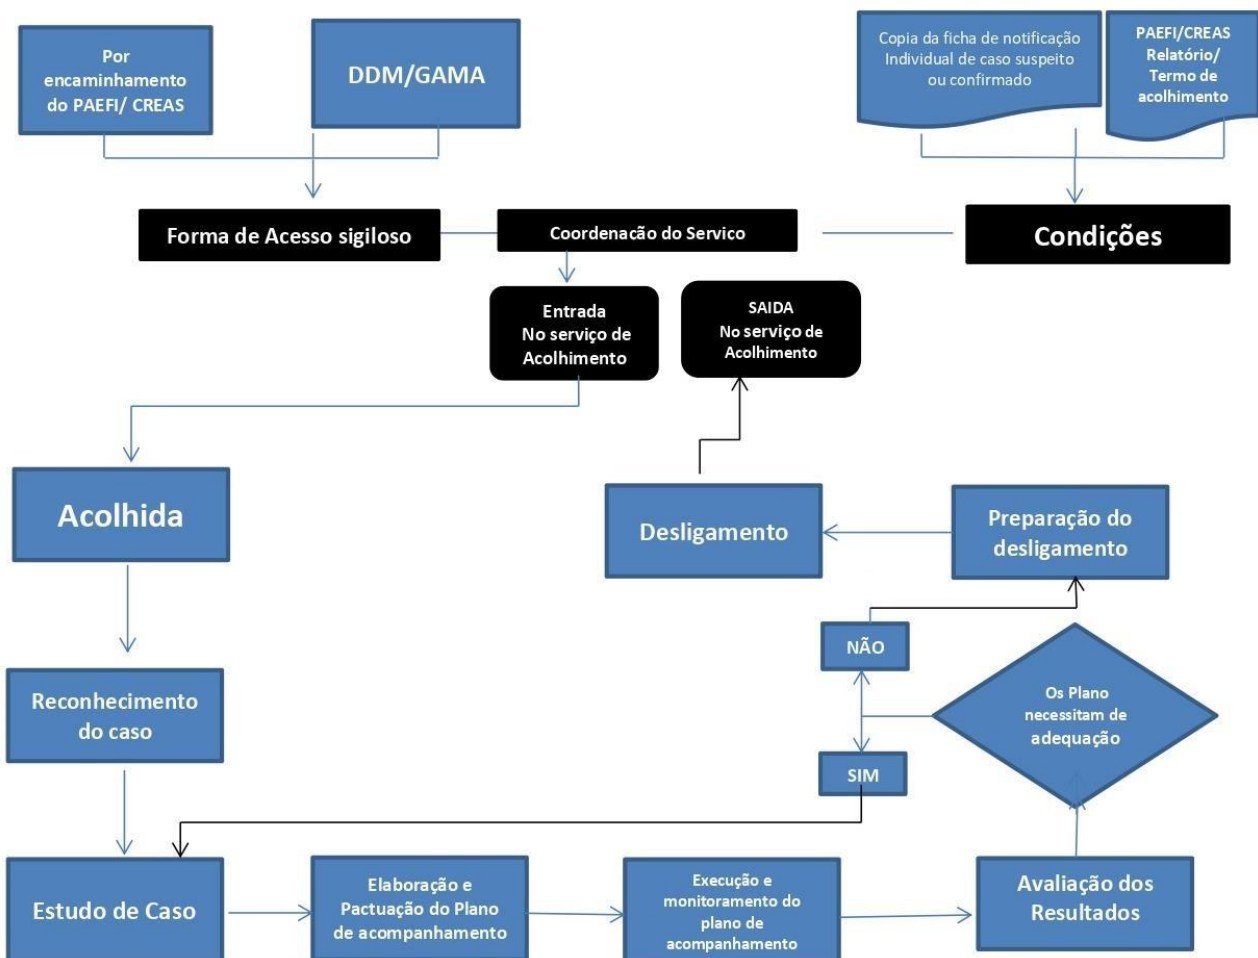 Por
encaminhamento
do PAEFI/ CREAS
DDM/GAMA
Copia da ficha de notificação
Individual de caso suspeito
ou confirmado
PAEFI/CREAS
Relatório/
Termo de
acolhimento
Forma de Acesso sigiloso
Coordenacão do Servico
Condições
Entrada
No serviço de
Acolhimento
SAIDA
No serviço de
Acolhimento
Acolhida
Desligamento
Preparação do
desligamento
NÃO
Reconhecimento
do caso
Os Plano
necessitam de
adequação
SIM
Estudo de Caso
Elaboração e
Pactuação do Plano
de acompanhamento
Execução e
monitoramento do
plano de
acompanhamento
Avaliação dos
Resultados